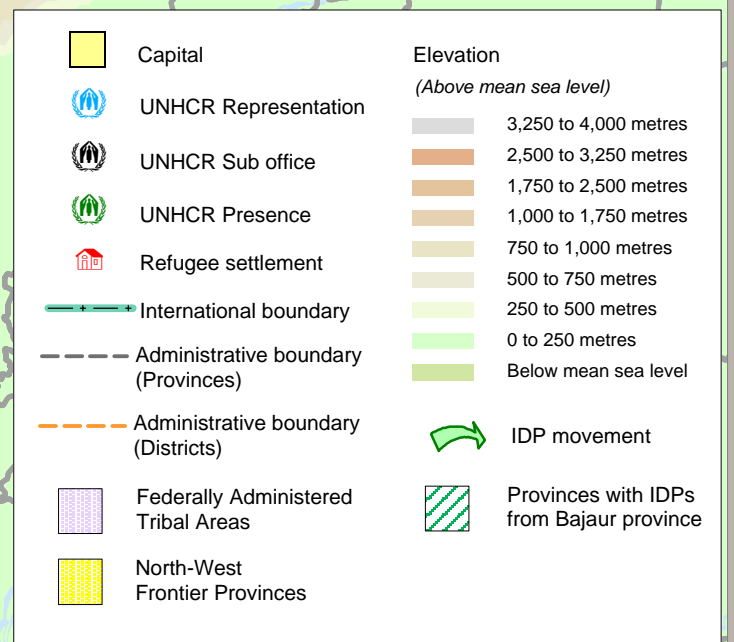 Capital
UNHCR Representation
UNHCR Sub office
UNHCR Presence
Refugee settlement
International boundary
Administrative boundary
(Provinces)
Administrative boundary
(Districts)
Federally Administered
Tribal Areas
North-West
Frontier Provinces
Elevation
(Above mean sea level)
3,250 to 4,000 metres
2,500 to 3,250 metres
1,750 to 2,500 metres
1,000 to 1,750 metres
750 to 1,000 metres
500 to 750 metres
250 to 500 metres
0 to 250 metres
Below mean sea level
IDP movement
Provinces with IDPs
from Bajaur province